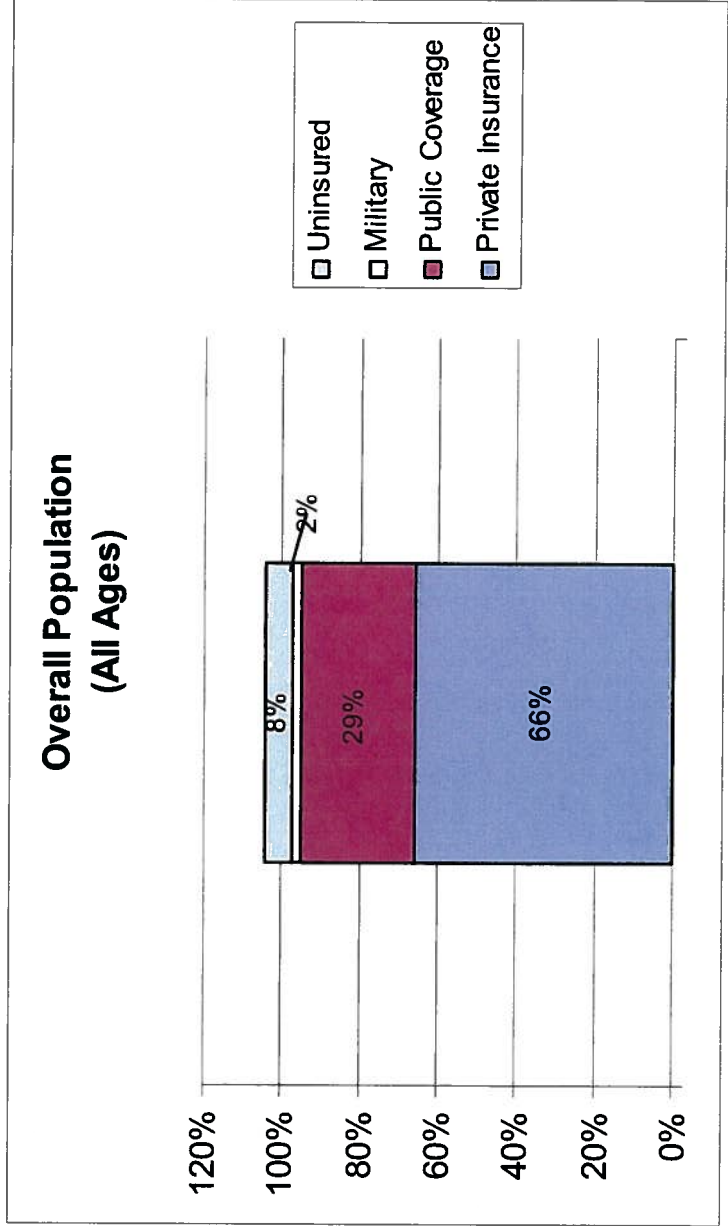 Overall Population
(All Ages)
120%
100%
80%
60%
40%
20%
0%
8%
2%
29%
66%
Uninsured
Military
Public Coverage
Private Insurance